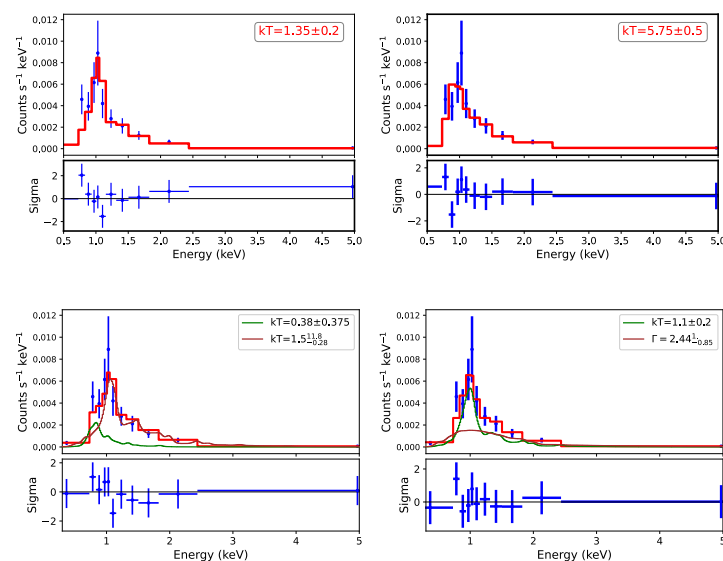 0.012
0.010
0.008
0.006
0.004
0.002
0.000
Counts s⁻¹ keV⁻¹
kT=1.35±0.2
2
0
−2
Sigma
0.5 1.0 1.5 2.0 2.5 3.0 3.5 4.0 4.5 5.0
Energy (keV)
0.012
0.010
0.008
0.006
0.004
0.002
0.000
Counts s⁻¹ keV⁻¹
kT=5.75±0.5
2
0
−2
Sigma
0.5 1.0 1.5 2.0 2.5 3.0 3.5 4.0 4.5 5.0
Energy (keV)
0.012
0.010
0.008
0.006
0.004
0.002
0.000
Counts s⁻¹ keV⁻¹
kT=0.38±0.375
kT=1.5^{11.8}_{−0.28}
2
0
−2
Sigma
1 2 3 4 5
Energy (keV)
0.012
0.010
0.008
0.006
0.004
0.002
0.000
Counts s⁻¹ keV⁻¹
kT=1.1±0.2
Γ = 2.44^{1}_{−0.85}
2
0
Sigma
1 2 3 4 5
Energy (keV)